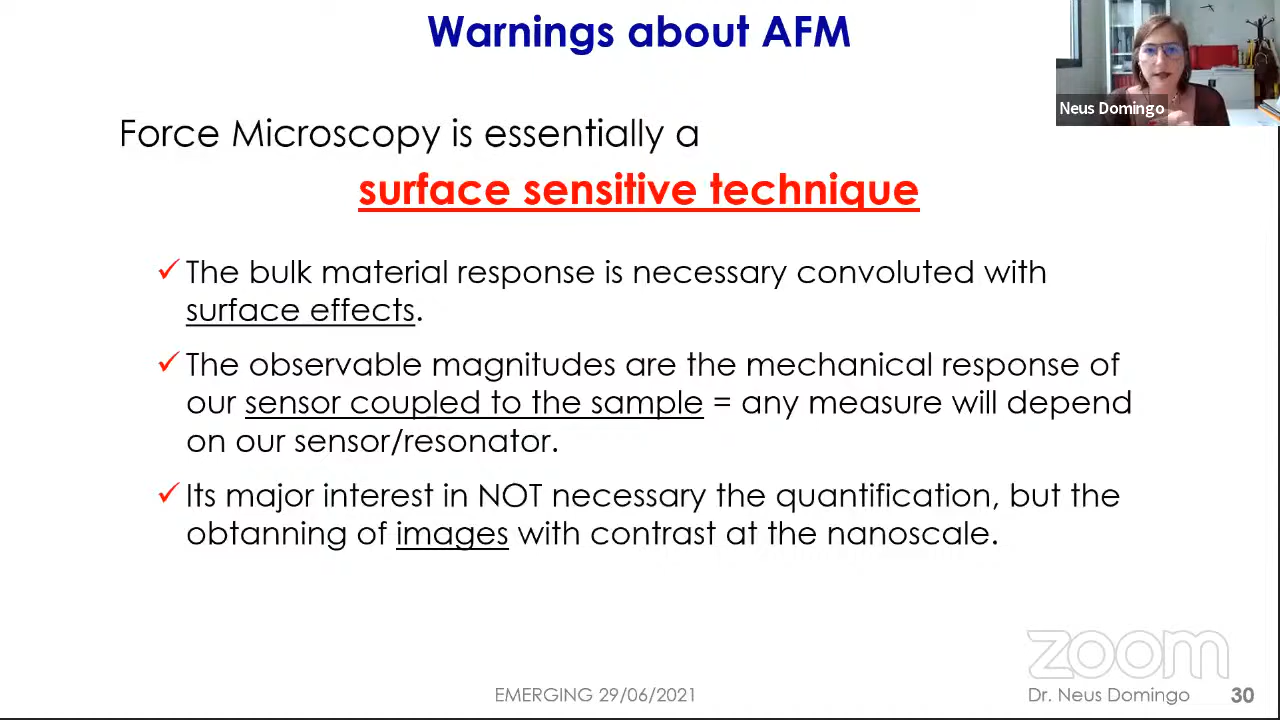 Warnings about AFM
Neus Domingo
Force Microscopy is essentially a
surface sensitive technique
✓ The bulk material response is necessary convoluted with
surface effects.
✓ The observable magnitudes are the mechanical response of
our sensor coupled to the sample = any measure will depend
on our sensor/resonator.
✓ Its major interest in NOT necessary the quantification, but the
obtanning of images with contrast at the nanoscale.
zoom
EMERGING 29/06/2021
Dr. Neus Domingo
30